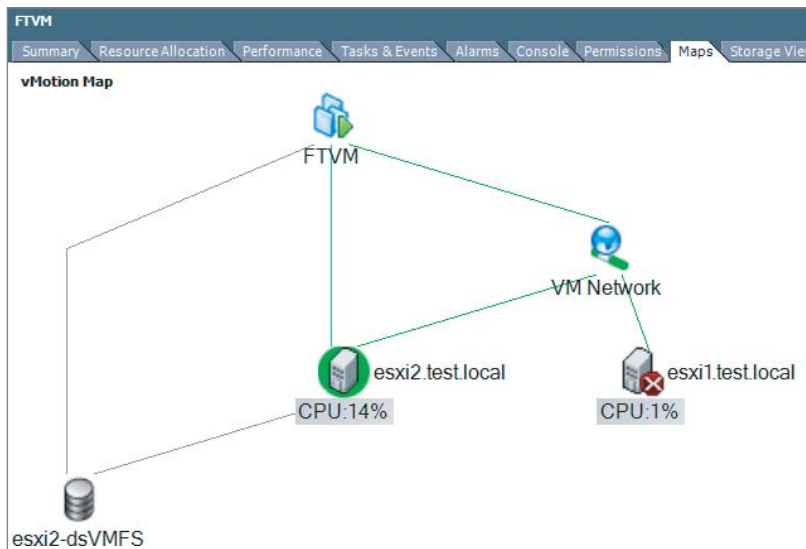 FTVM
Summary Resource Allocation Performance Tasks & Events Alarms Console Permissions Maps Storage Vie
vMotion Map
FTVM
VM Network
esxi2.test.local
esxi1.test.local
CPU:14%
CPU:1%
esxi2-dsVMFS